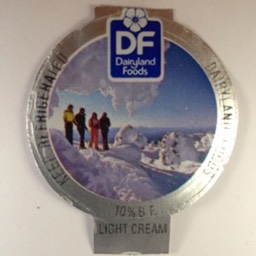 DF
Dairyland
Foods
KEEP REFRIGERATED
DAIRYLAND FOODS
10% B.F.
LIGHT CREAM